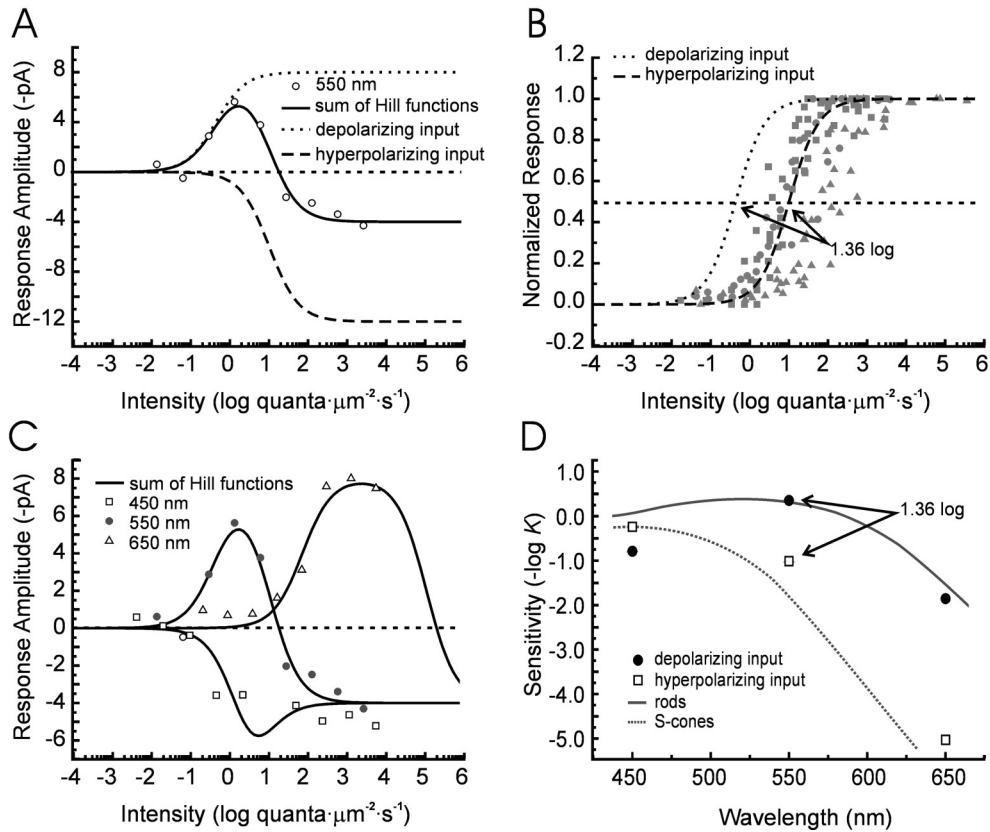 A
Response Amplitude (-pA)
8
4
0
-4
-8
-12
550 nm
sum of Hill functions
depolarizing input
hyperpolarizing input
-4 -3 -2 -1 0 1 2 3 4 5 6
Intensity (log quanta·μm⁻²·s⁻¹)
B
Normalized Response
1.2
1.0
0.8
0.6
0.4
0.2
0.0
-0.2
depolarizing input
hyperpolarizing input
1.36 log
-4 -3 -2 -1 0 1 2 3 4 5 6
Intensity (log quanta·μm⁻²·s⁻¹)
C
Response Amplitude (-pA)
8
6
4
2
0
-2
-4
-6
sum of Hill functions
450 nm
550 nm
650 nm
-4 -3 -2 -1 0 1 2 3 4 5 6
Intensity (log quanta·μm⁻²·s⁻¹)
D
Sensitivity (-log K)
1.0
0.0
-1.0
-2.0
-3.0
-4.0
-5.0
1.36 log
depolarizing input
hyperpolarizing input
rods
S-cones
450 500 550 600 650
Wavelength (nm)